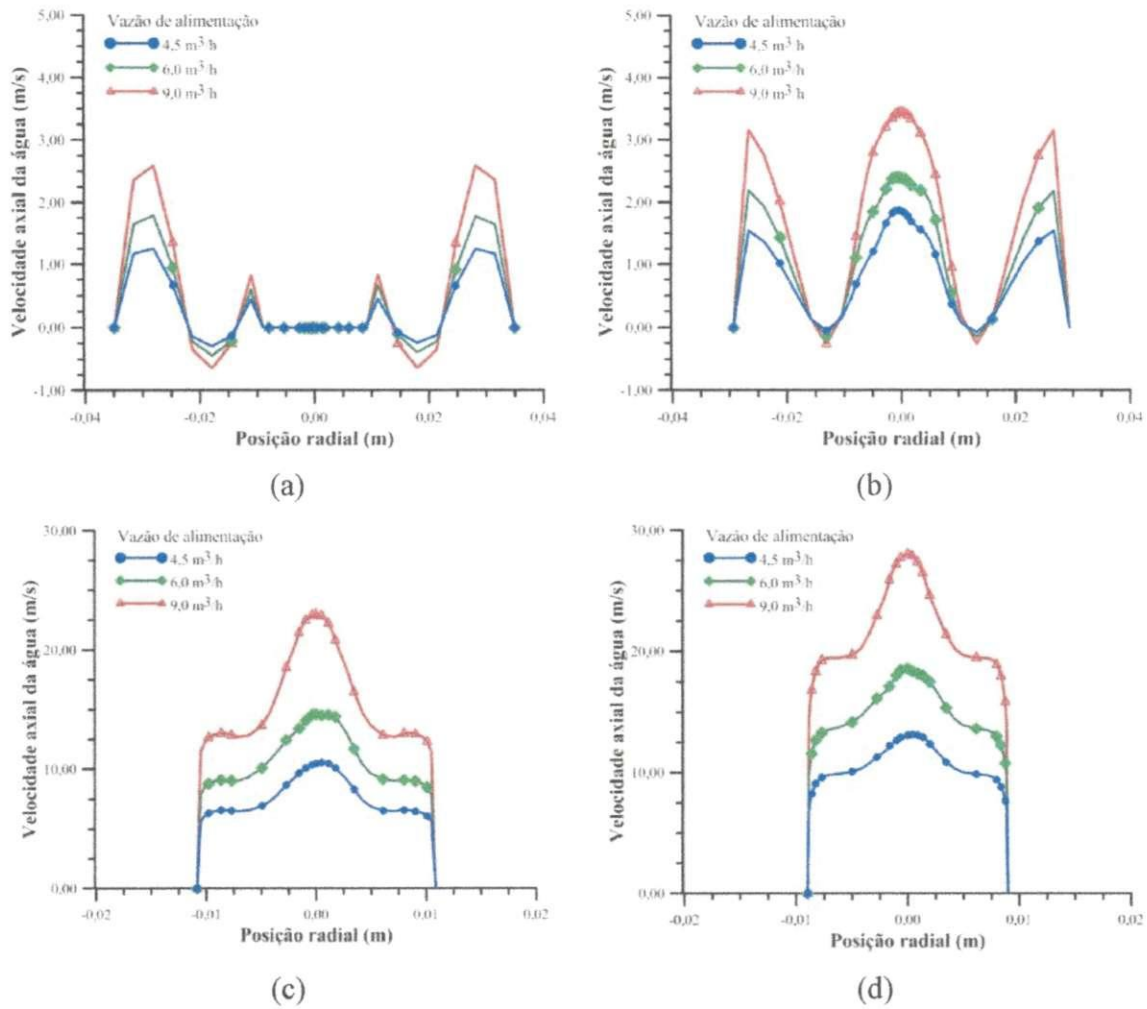 5,00
4,00
3,00
2,00
1,00
0,00
-1,00
Velocidade axial da água (m/s)
Vazão de alimentação
4,5 m³/h
6,0 m³/h
9,0 m³/h
-0,04
-0,02
0,00
0,02
0,04
Posição radial (m)
(a)
5,00
4,00
3,00
2,00
1,00
0,00
-1,00
Velocidade axial da água (m/s)
Vazão de alimentação
4,5 m³/h
6,0 m³/h
9,0 m³/h
-0,04
-0,02
0,00
0,02
0,04
Posição radial (m)
(b)
30,00
20,00
10,00
0,00
Velocidade axial da água (m/s)
Vazão de alimentação
4,5 m³/h
6,0 m³/h
9,0 m³/h
-0,02
-0,01
0,00
0,01
0,02
Posição radial (m)
(c)
30,00
20,00
10,00
0,00
Velocidade axial da água (m/s)
Vazão de alimentação
4,5 m³/h
6,0 m³/h
9,0 m³/h
-0,02
-0,01
0,00
0,01
0,02
Posição radial (m)
(d)